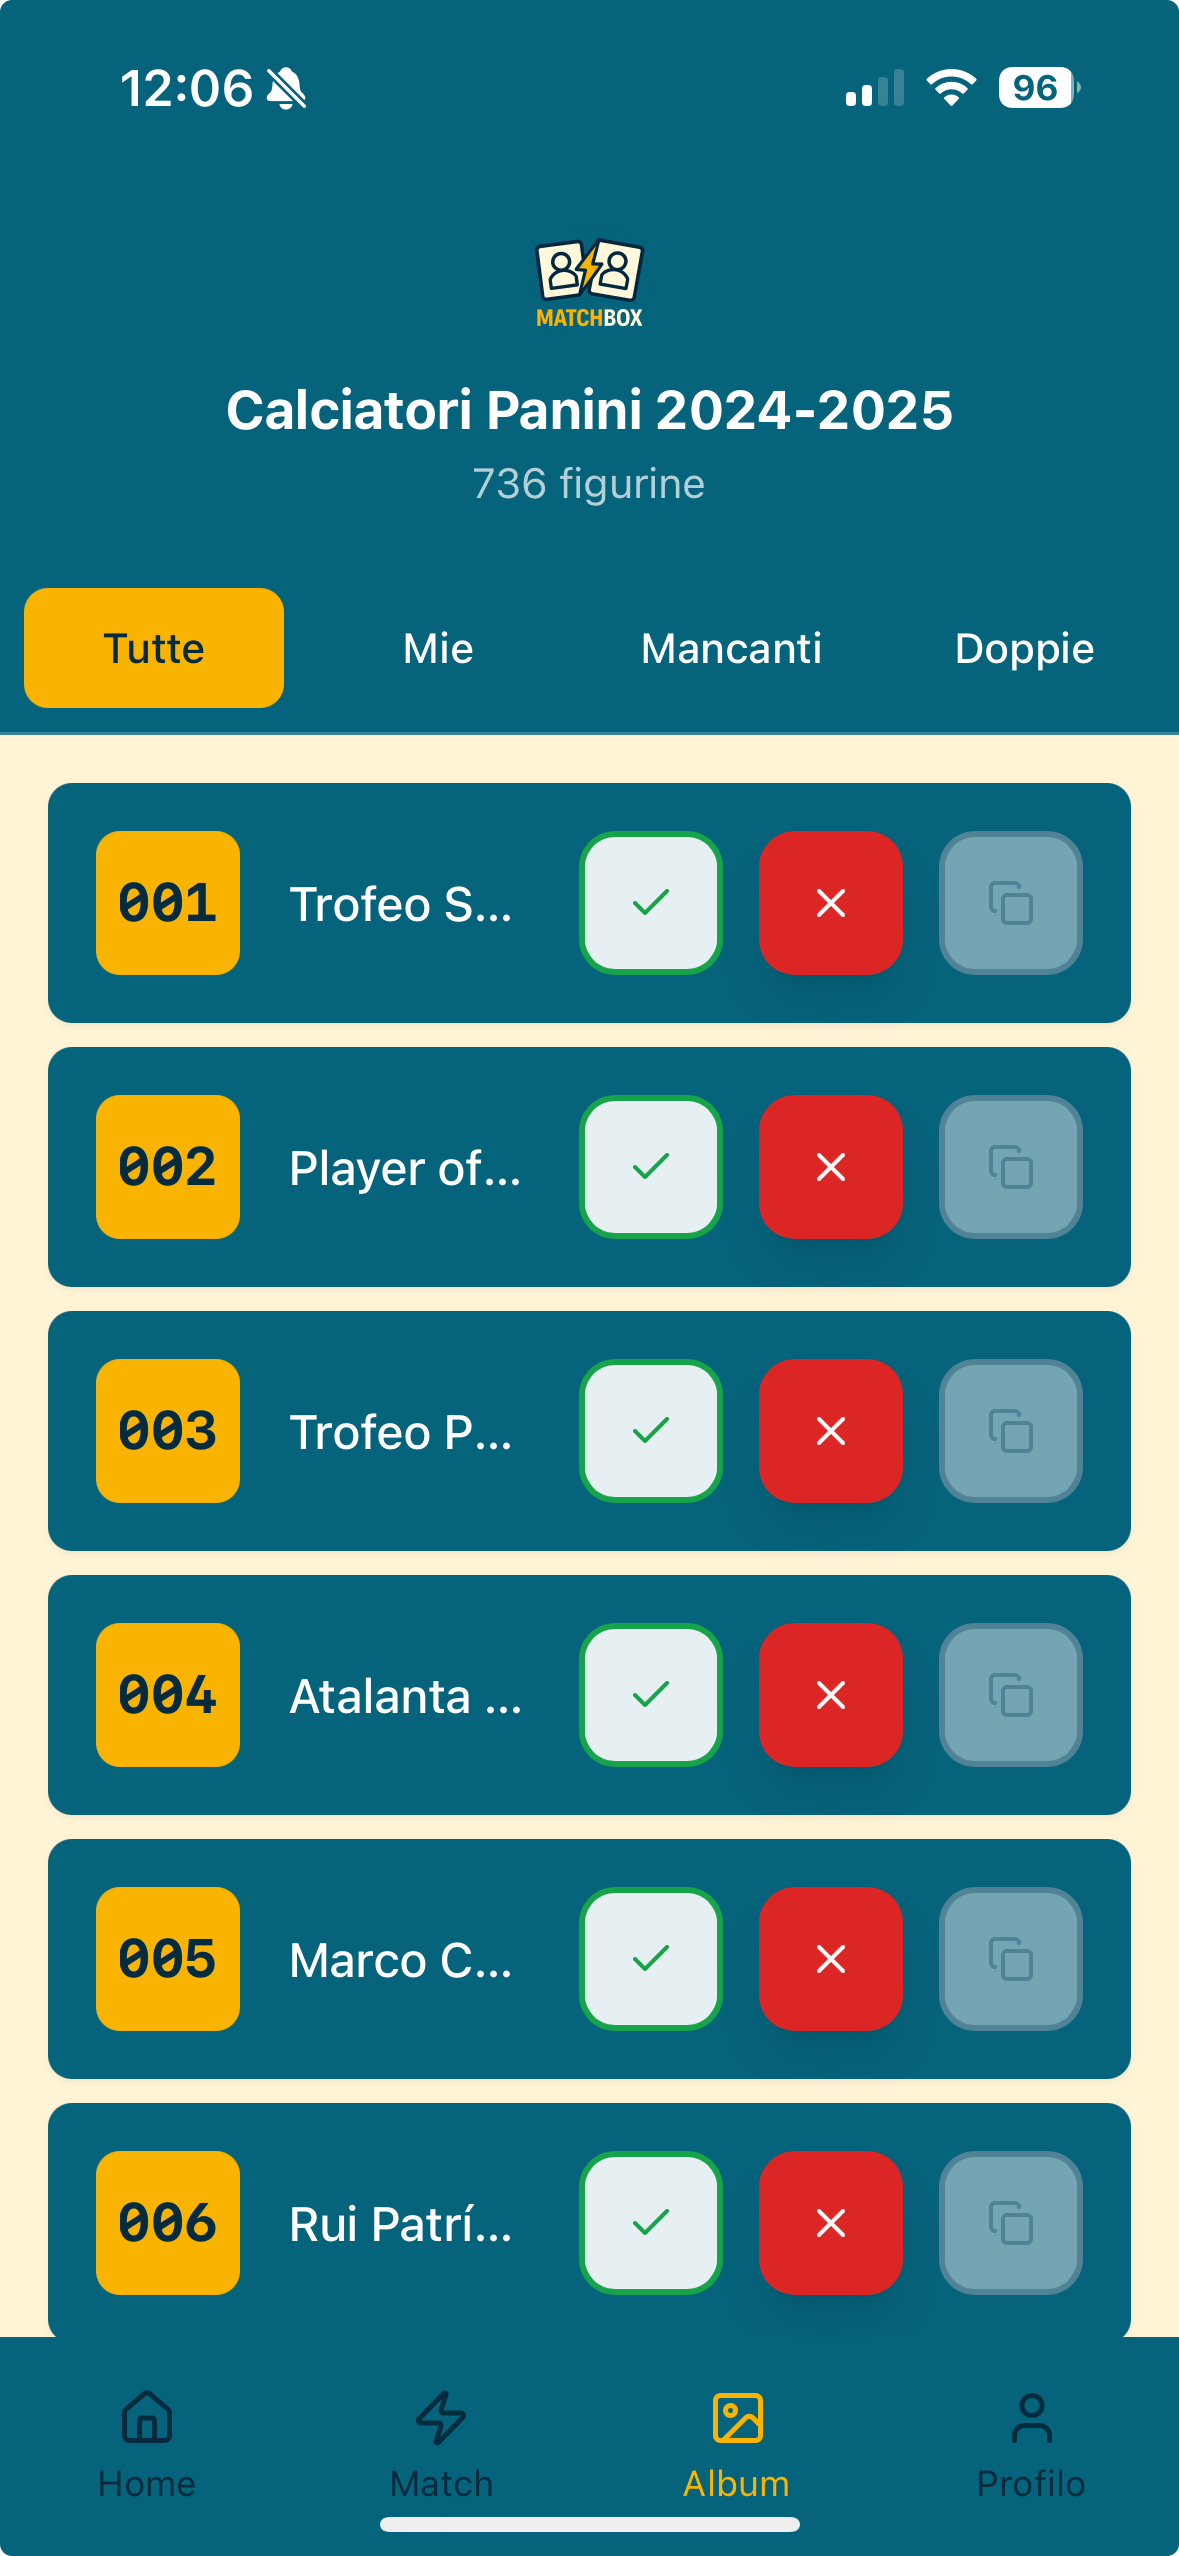 12:06
96
MATCHBOX
Calciatori Panini 2024-2025
736 figurine
Tutte
Mie
Mancanti
Doppie
001
Trofeo S...
002
Player of...
003
Trofeo P...
004
Atalanta ...
005
Marco C...
006
Rui Patrí...
Home
Match
Album
Profilo